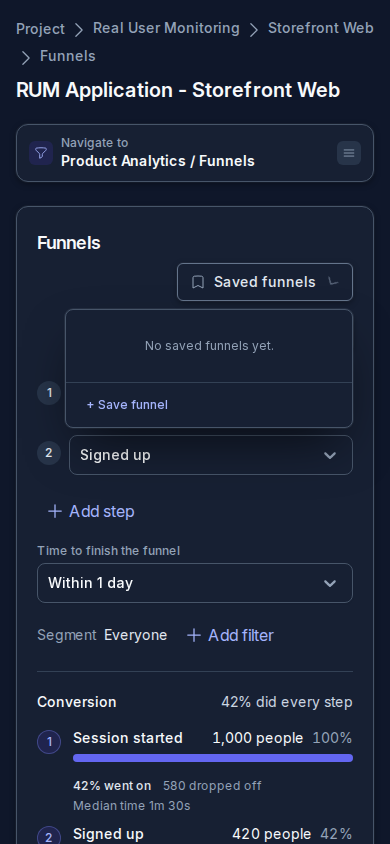 Project > Real User Monitoring > Storefront Web
> Funnels
RUM Application - Storefront Web
Navigate to
Product Analytics / Funnels
Funnels
Saved funnels
No saved funnels yet.
+ Save funnel
1
2 Signed up
+ Add step
Time to finish the funnel
Within 1 day
Segment Everyone + Add filter
Conversion 42% did every step
1 Session started 1,000 people 100%
42% went on 580 dropped off
Median time 1m 30s
2 Signed up 420 people 42%